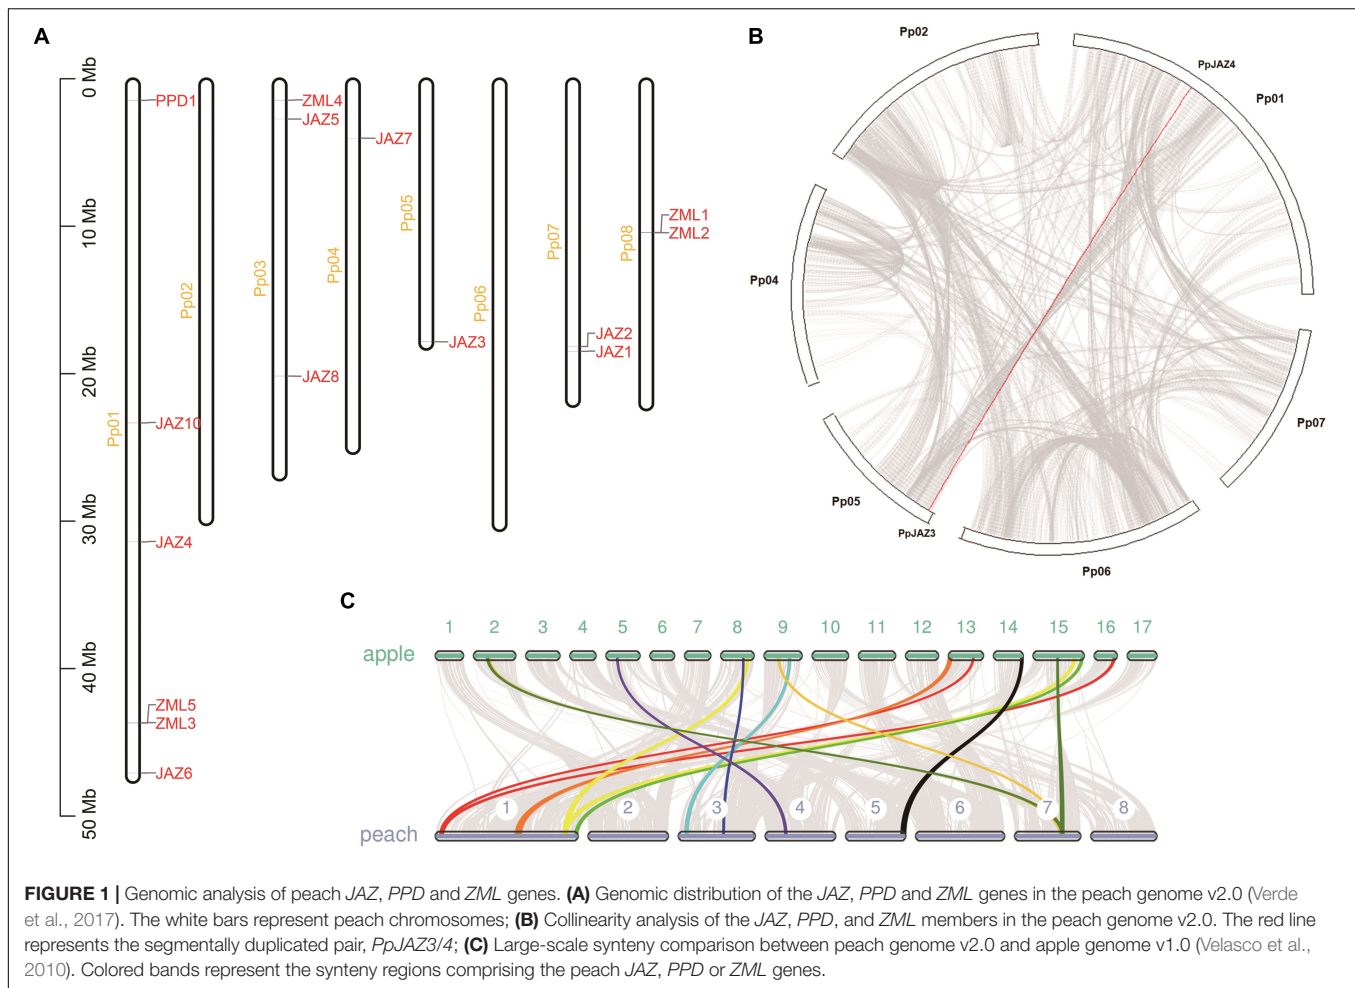 A
0 Mb
10 Mb
20 Mb
30 Mb
40 Mb
50 Mb
Pp01
PPD1
JAZ10
JAZ4
ZML5
ZML3
JAZ6
Pp02
Pp03
ZML4
JAZ5
JAZ8
Pp04
JAZ7
Pp05
JAZ3
Pp06
Pp07
JAZ2
JAZ1
Pp08
ZML1
ZML2
B
Pp02
PpJAZ4
Pp01
Pp04
Pp07
Pp05
PpJAZ3
Pp06
C
1 2 3 4 5 6 7 8 9 10 11 12 13 14 15 16 17
apple
1 2 3 4 5 6 7 8
peach
FIGURE 1 | Genomic analysis of peach JAZ, PPD and ZML genes. (A) Genomic distribution of the JAZ, PPD and ZML genes in the peach genome v2.0 (Verde
et al., 2017). The white bars represent peach chromosomes; (B) Collinearity analysis of the JAZ, PPD, and ZML members in the peach genome v2.0. The red line
represents the segmentally duplicated pair, PpJAZ3/4; (C) Large-scale synteny comparison between peach genome v2.0 and apple genome v1.0 (Velasco et al.,
2010). Colored bands represent the synteny regions comprising the peach JAZ, PPD or ZML genes.